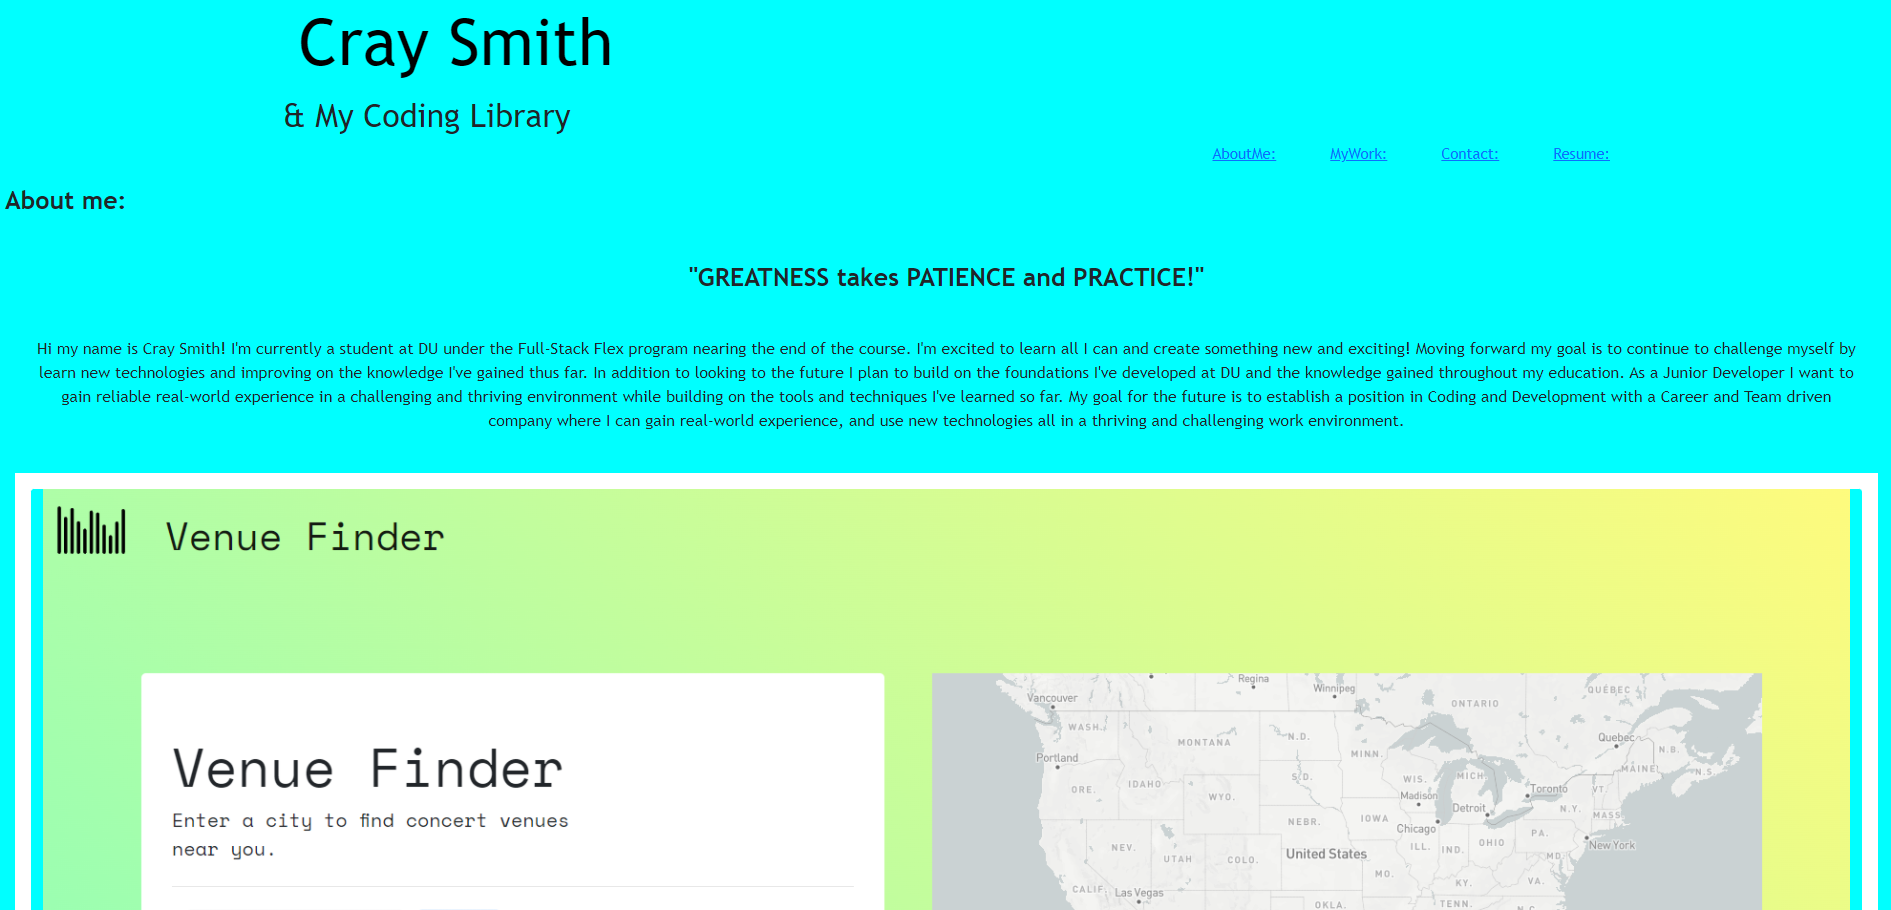 Cray Smith
& My Coding Library
AboutMe: MyWork: Contact: Resume:
About me:
"GREATNESS takes PATIENCE and PRACTICE!"
Hi my name is Cray Smith! I'm currently a student at DU under the Full-Stack Flex program nearing the end of the course. I'm excited to learn all I can and create something new and exciting! Moving forward my goal is to continue to challenge myself by
learn new technologies and improving on the knowledge I've gained thus far. In addition to looking to the future I plan to build on the foundations I've developed at DU and the knowledge gained throughout my education. As a Junior Developer I want to
gain reliable real-world experience in a challenging and thriving environment while building on the tools and techniques I've learned so far. My goal for the future is to establish a position in Coding and Development with a Career and Team driven
company where I can gain real-world experience, and use new technologies all in a thriving and challenging work environment.
Venue Finder
Venue Finder
Enter a city to find concert venues
near you.
Regina
Winnipeg
Vancouver
QUÉBEC
ONTARIO
WASH.
N.D.
MONTANA
Quebec
MINN.
N.B.
Portland
MAINE
N.S.
S.D.
WIS.
MICH.
IDAHO
ORE.
WYO.
Toronto
VT.
Madison
Detroit
N.Y.
MASS.
NEBR.
IOWA
Chicago
PA.
NEV.
ILL.
IND.
OHIO
New York
United States
UTAH
COLO.
MD.
MO.
KY.
VA.
CALIF.
Las Vegas
OKLA.
TENN.
N.C.